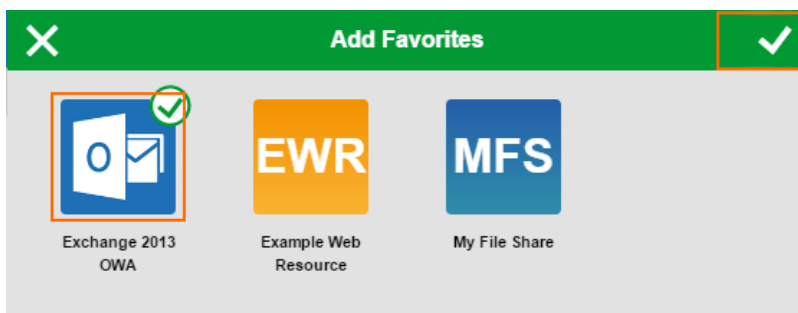 Add Favorites
O
EWR
MFS
Exchange 2013
OWA
Example Web
Resource
My File Share